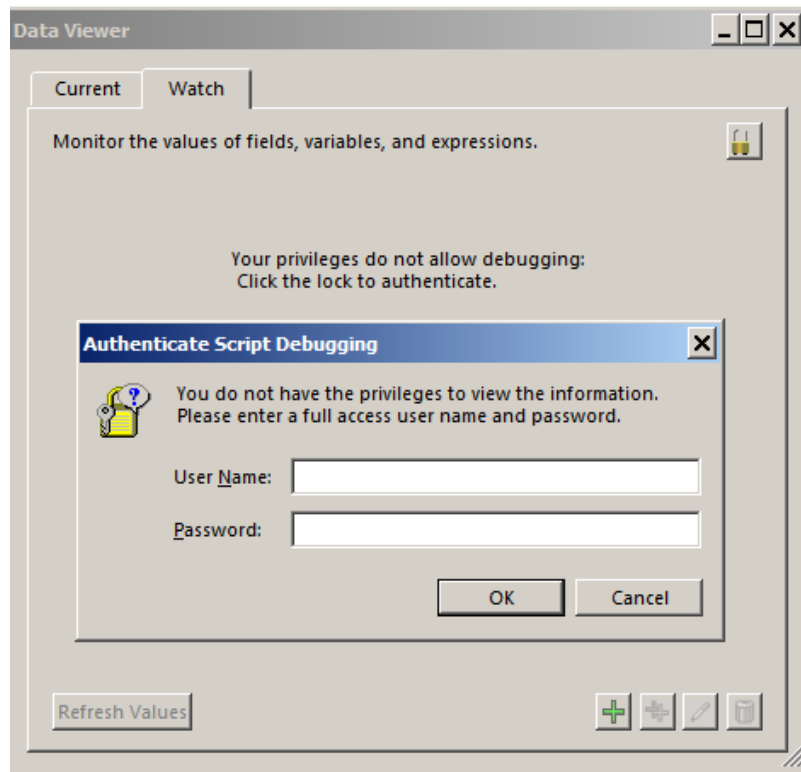 Data Viewer
Current
Watch
Monitor the values of fields, variables, and expressions.
Your privileges do not allow debugging:
Click the lock to authenticate.
Authenticate Script Debugging
You do not have the privileges to view the information.
Please enter a full access user name and password.
User Name:
Password:
OK
Cancel
Refresh Values